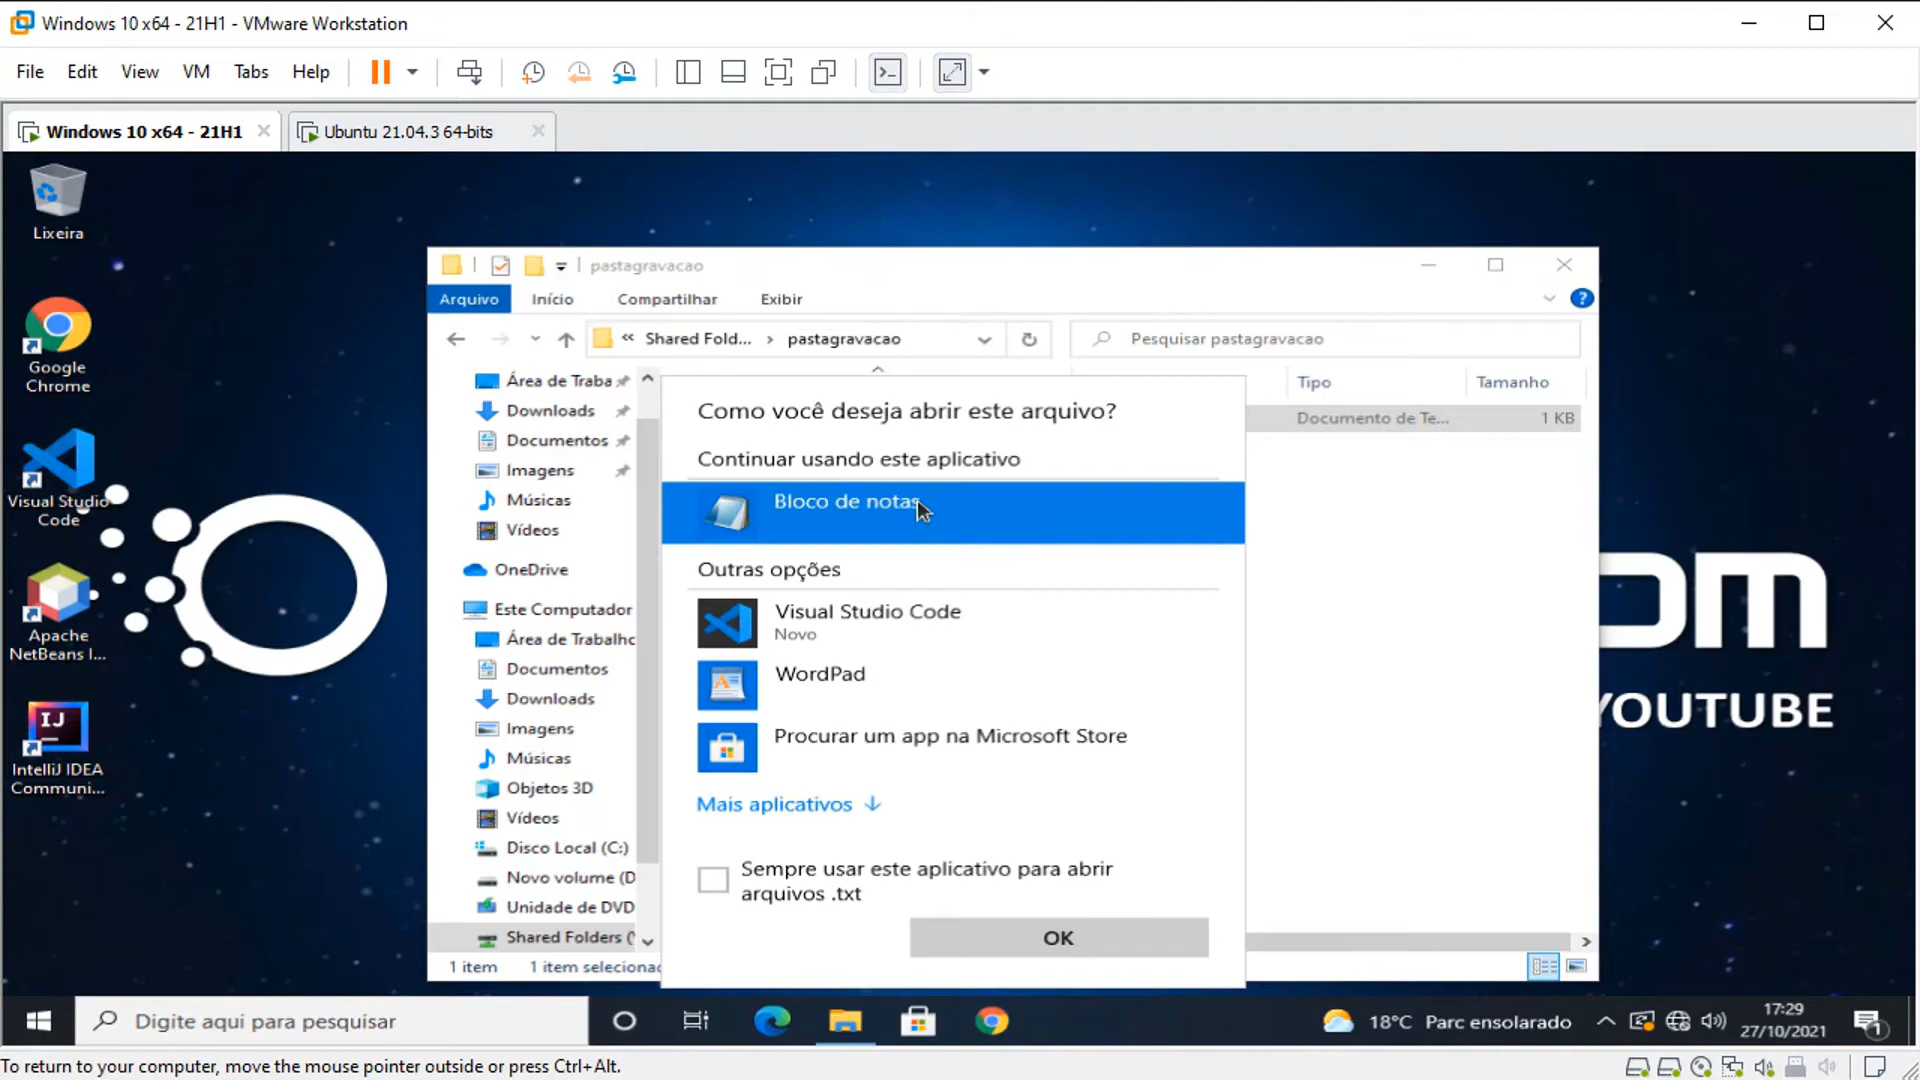 Windows 10 x64 - 21H1 - VMware Workstation
File Edit View VM Tabs Help
Windows 10 x64 - 21H1
Ubuntu 21.04.3 64-bits
Lixeira
Google
Chrome
Visual Studio
Code
Apache
NetBeans I...
IJ
IntelliJ IDEA
Communi...
pastagravacao
Arquivo Início Compartilhar Exibir
« Shared Fold... › pastagravacao
Pesquisar pastagravacao
Área de Traba
Downloads
Documentos
Imagens
Músicas
Vídeos
OneDrive
Este Computador
Área de Trabalho
Documentos
Downloads
Imagens
Músicas
Objetos 3D
Vídeos
Disco Local (C:)
Novo volume (D
Unidade de DVD
Shared Folders (
1 item 1 item selecionad
Tipo Tamanho
Documento de Te... 1 KB
Como você deseja abrir este arquivo?
Continuar usando este aplicativo
Bloco de notas
Outras opções
Visual Studio Code
Novo
WordPad
Procurar um app na Microsoft Store
Mais aplicativos
Sempre usar este aplicativo para abrir
arquivos .txt
OK
YOUTUBE
Digite aqui para pesquisar
18°C Parc ensolarado
17:29
27/10/2021
1
To return to your computer, move the mouse pointer outside or press Ctrl+Alt.